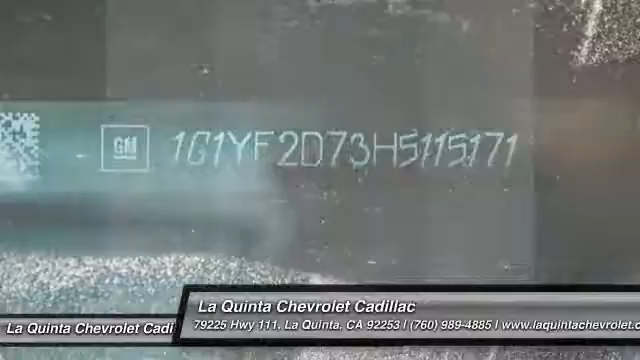 GM 1G1YF2D73H5115171
La Quinta Chevrolet Cadillac
79225 Hwy 111, La Quinta, CA 92253 | (760) 989-4885 | www.laquintachevrolet.c
La Quinta Chevrolet Cadi